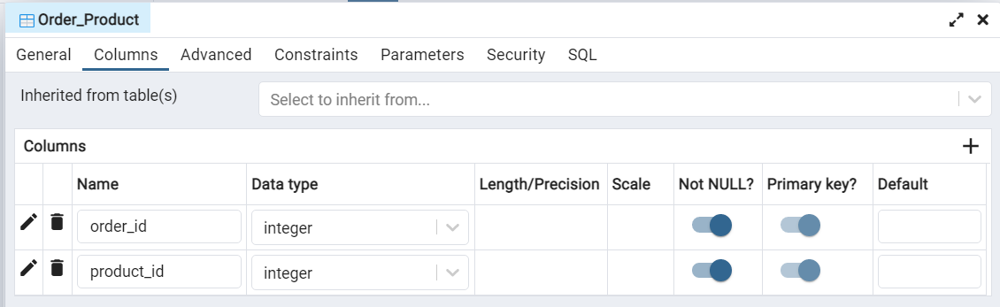 Order_Product
General Columns Advanced Constraints Parameters Security SQL
Inherited from table(s) Select to inherit from...
Columns
Name Data type Length/Precision Scale Not NULL? Primary key? Default
order_id integer
product_id integer